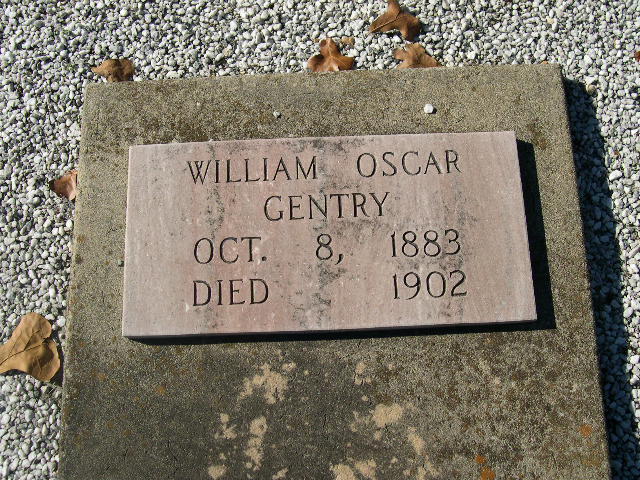 WILLIAM OSCAR
GENTRY
OCT. 8, 1883
DIED 1902